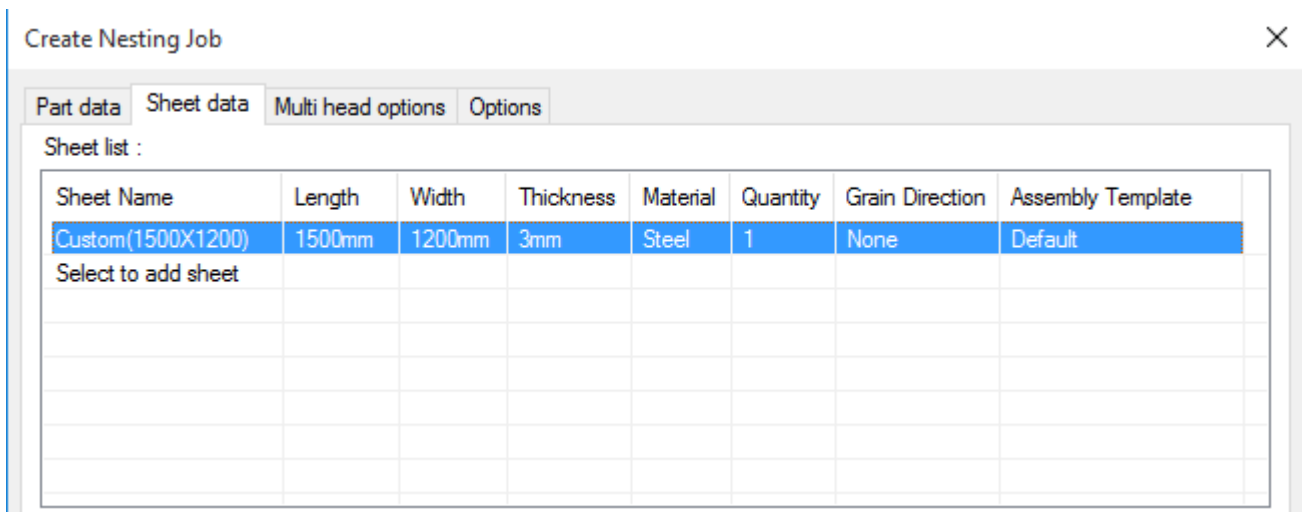 Create Nesting Job
Part data Sheet data Multi head options Options
Sheet list :
Sheet Name Length Width Thickness Material Quantity Grain Direction Assembly Template
Custom(1500X1200) 1500mm 1200mm 3mm Steel 1 None Default
Select to add sheet